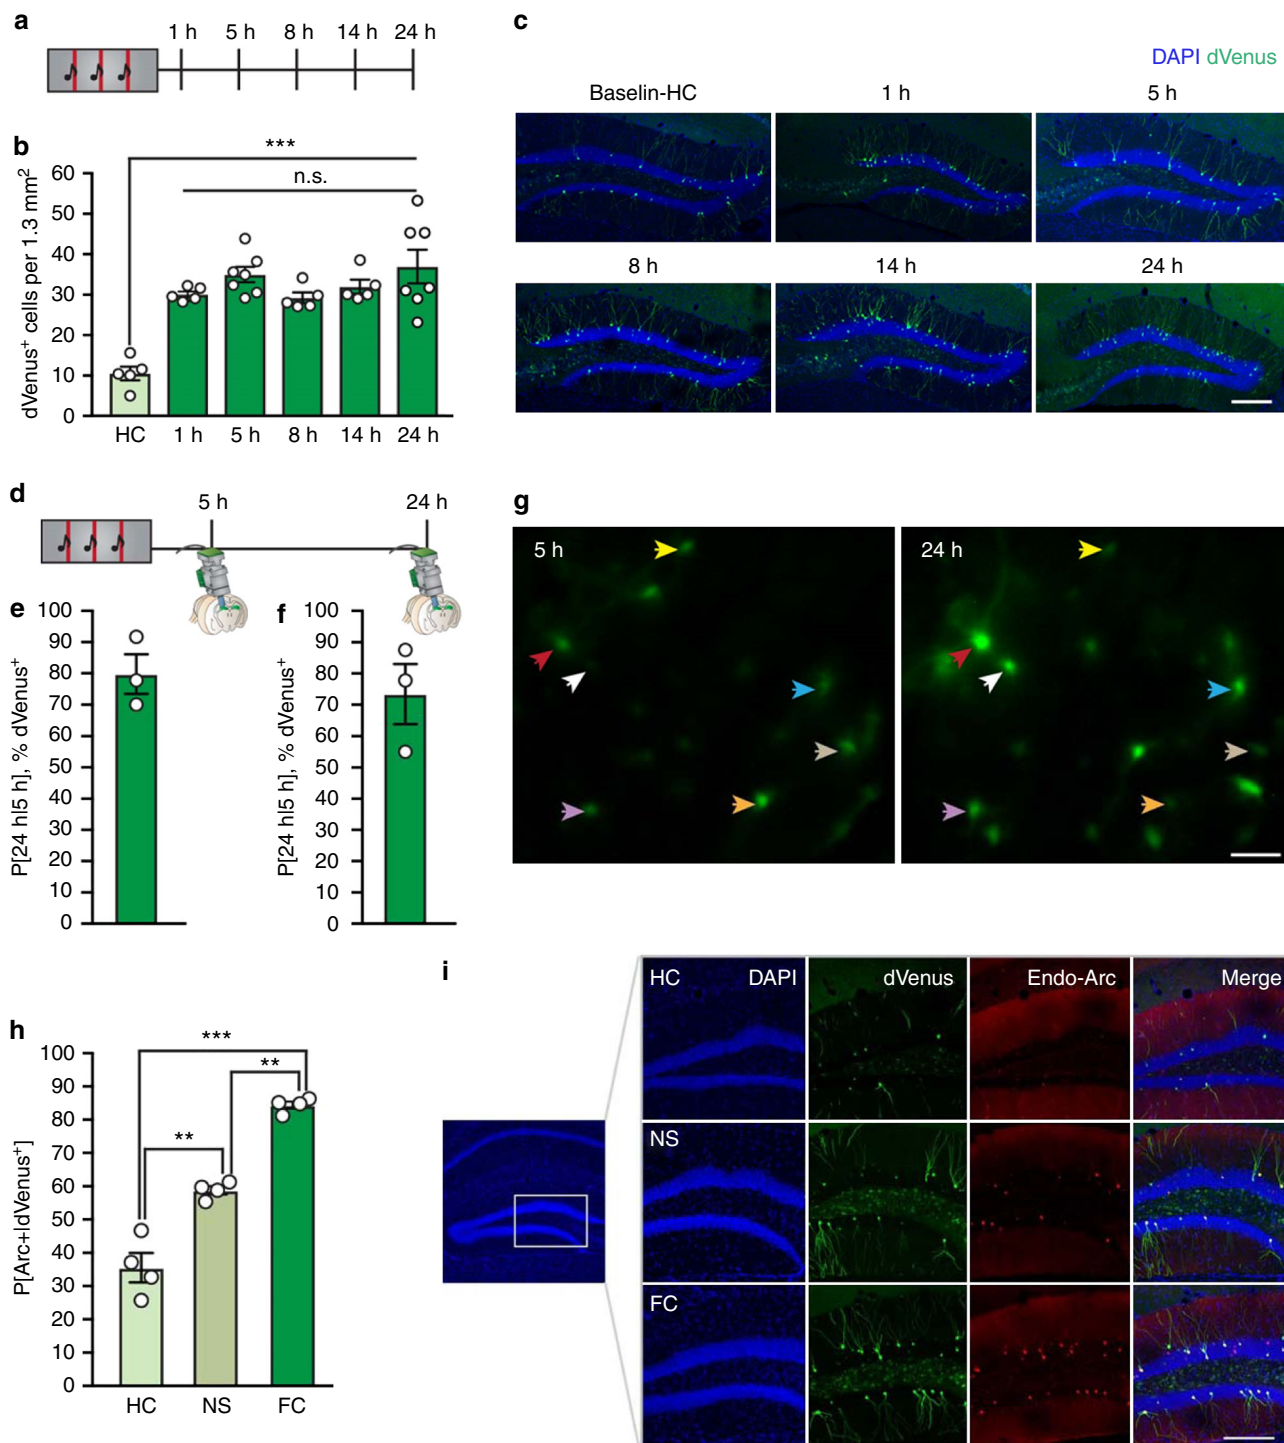 a
1 h 5 h 8 h 14 h 24 h
b
***
n.s.
dVenus+ cells per 1.3 mm2
60
50
40
30
20
10
0
HC 1 h 5 h 8 h 14 h 24 h
c
DAPI dVenus
Baselin-HC 1 h 5 h
8 h 14 h 24 h
d
5 h 24 h
e
P[24 hI5 h], % dVenus+
100
90
80
70
60
50
40
30
20
10
0
f
P[24 hI5 h], % dVenus+
100
90
80
70
60
50
40
30
20
10
0
g
5 h 24 h
h
***
**
**
P[Arc+IdVenus+]
100
90
80
70
60
50
40
30
20
10
0
HC NS FC
i
HC DAPI dVenus Endo-Arc Merge
NS
FC